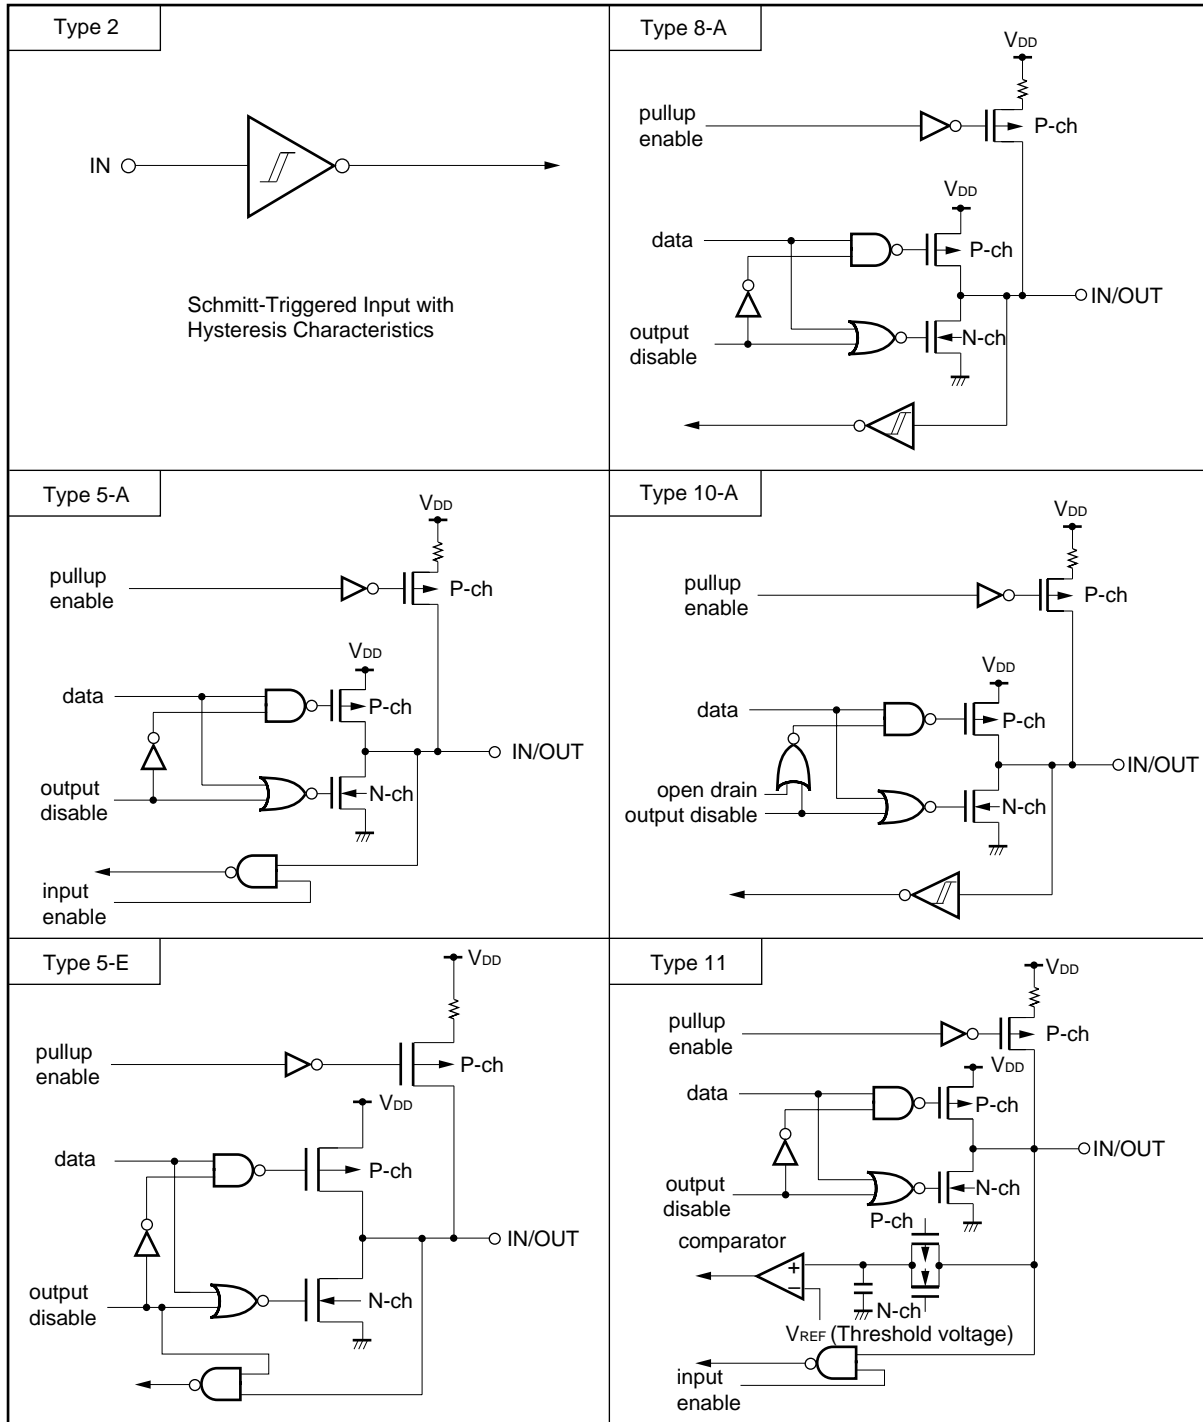 Type 2
IN
Schmitt-Triggered Input with
Hysteresis Characteristics
Type 8-A
VDD
pullup
enable
P-ch
VDD
data
P-ch
IN/OUT
output
disable
N-ch
Type 5-A
VDD
pullup
enable
P-ch
VDD
data
P-ch
IN/OUT
output
disable
N-ch
input
enable
Type 10-A
VDD
pullup
enable
P-ch
VDD
data
P-ch
IN/OUT
open drain
output disable
N-ch
Type 5-E
VDD
pullup
enable
P-ch
VDD
data
P-ch
IN/OUT
output
disable
N-ch
Type 11
VDD
pullup
enable
P-ch
VDD
data
P-ch
IN/OUT
output
disable
N-ch
P-ch
comparator
+
−
N-ch
VREF (Threshold voltage)
input
enable